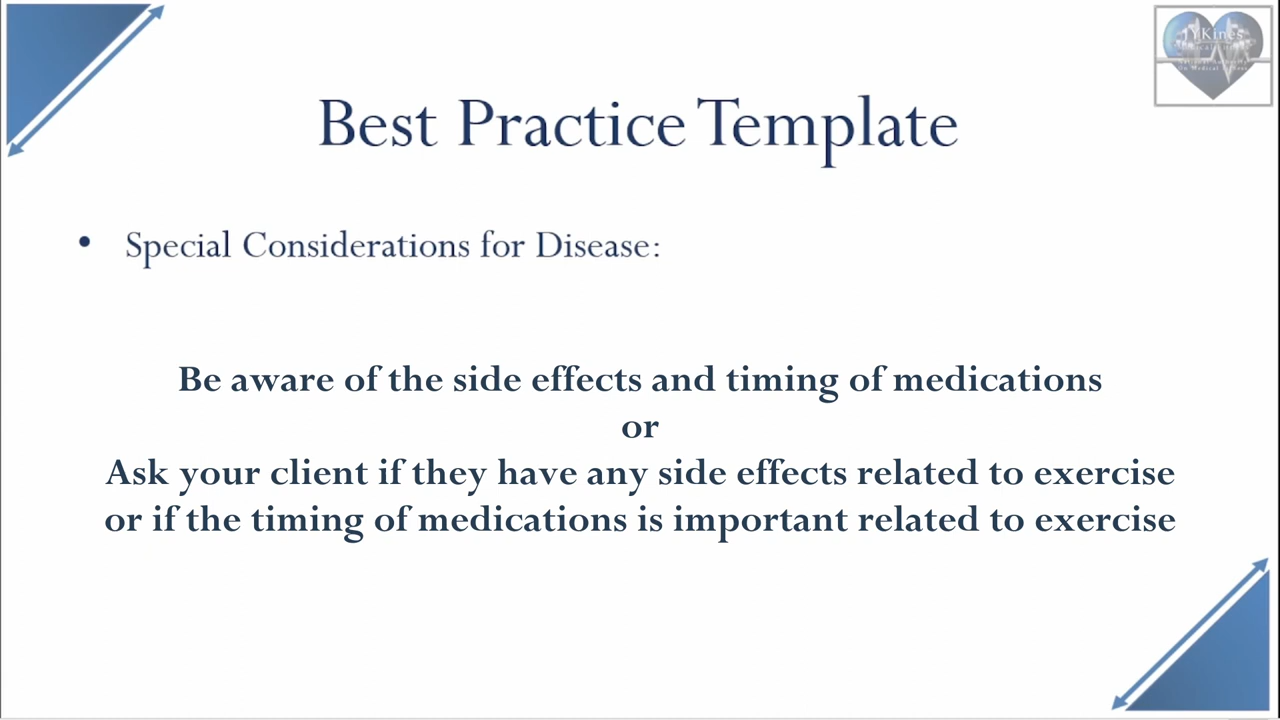 Best Practice Template
• Special Considerations for Disease:
Be aware of the side effects and timing of medications
or
Ask your client if they have any side effects related to exercise
or if the timing of medications is important related to exercise